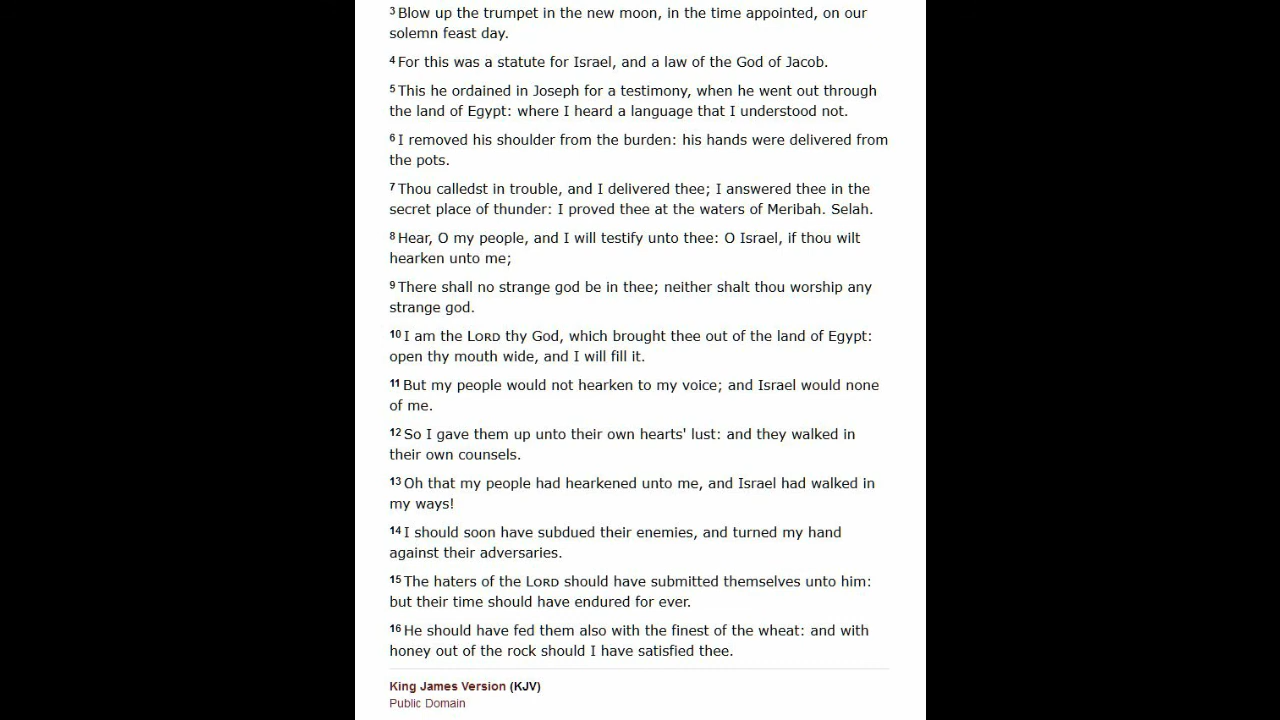 3 Blow up the trumpet in the new moon, in the time appointed, on our
solemn feast day.
4 For this was a statute for Israel, and a law of the God of Jacob.
5 This he ordained in Joseph for a testimony, when he went out through
the land of Egypt: where I heard a language that I understood not.
6 I removed his shoulder from the burden: his hands were delivered from
the pots.
7 Thou calledst in trouble, and I delivered thee; I answered thee in the
secret place of thunder: I proved thee at the waters of Meribah. Selah.
8 Hear, O my people, and I will testify unto thee: O Israel, if thou wilt
hearken unto me;
9 There shall no strange god be in thee; neither shalt thou worship any
strange god.
10 I am the LORD thy God, which brought thee out of the land of Egypt:
open thy mouth wide, and I will fill it.
11 But my people would not hearken to my voice; and Israel would none
of me.
12 So I gave them up unto their own hearts' lust: and they walked in
their own counsels.
13 Oh that my people had hearkened unto me, and Israel had walked in
my ways!
14 I should soon have subdued their enemies, and turned my hand
against their adversaries.
15 The haters of the LORD should have submitted themselves unto him:
but their time should have endured for ever.
16 He should have fed them also with the finest of the wheat: and with
honey out of the rock should I have satisfied thee.
King James Version (KJV)
Public Domain